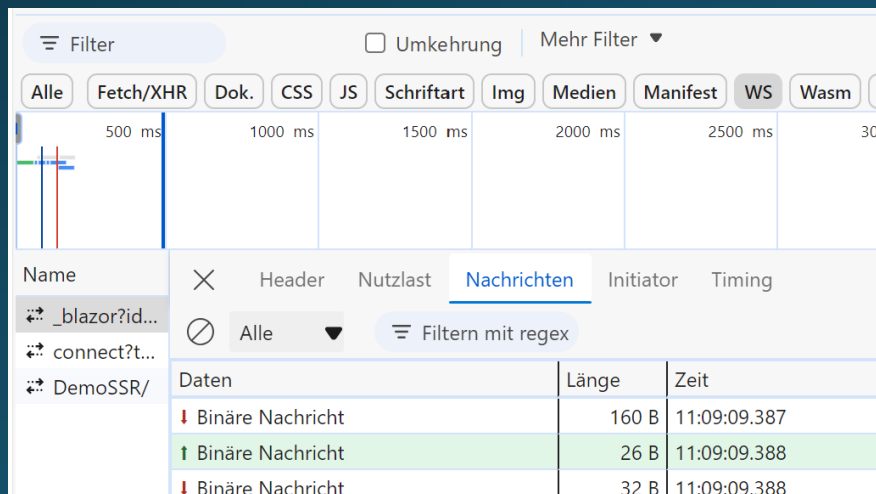 Filter Umkehrung Mehr Filter
Alle Fetch/XHR Dok. CSS JS Schriftart Img Medien Manifest WS Wasm
500 ms 1000 ms 1500 ms 2000 ms 2500 ms 30
Name Header Nutzlast Nachrichten Initiator Timing
_blazor?id...
Alle Filtern mit regex
connect?t...
DemoSSR/
Daten Länge Zeit
Binäre Nachricht 160 B 11:09:09.387
Binäre Nachricht 26 B 11:09:09.388
Binäre Nachricht 32 B 11:09:09.388